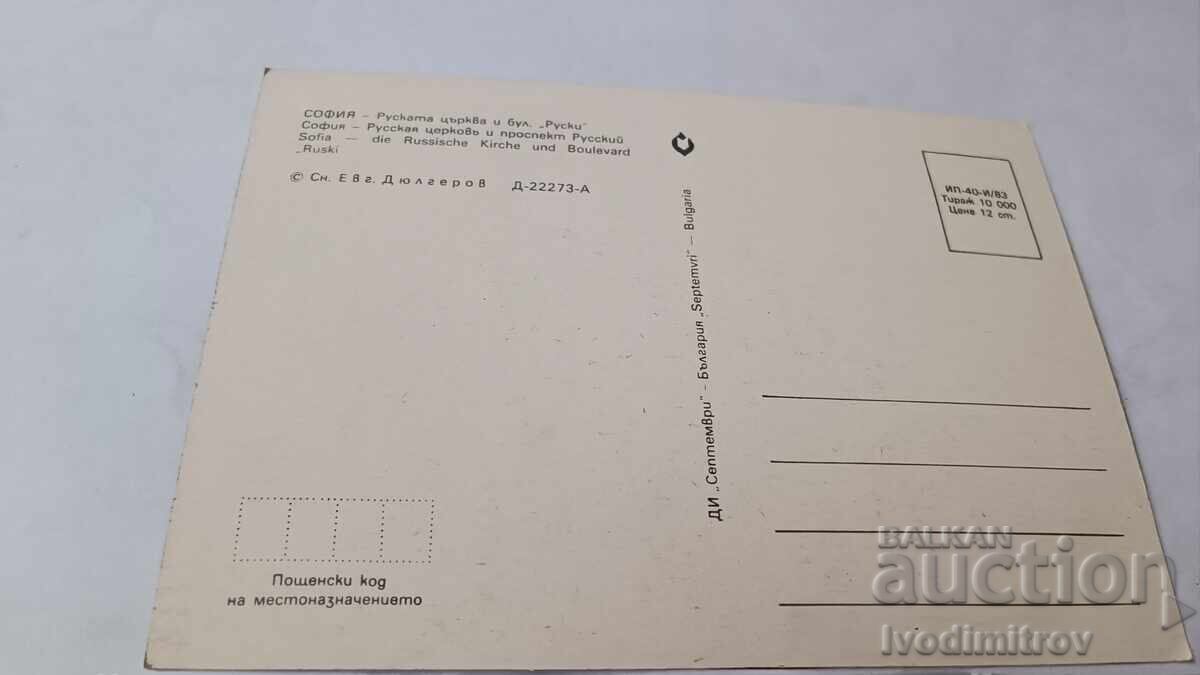 СОФИЯ – Руската църква и бул. „Руски“
София – Русская церковь и проспект Русский
Sofia — die Russische Kirche und Boulevard
„Ruski
© Сн. Евг. Дюлгеров Д-22273-А
ДИ „Септември“ - България „Septemvri“ — Bulgaria
ИП-40-И/83
Тираж 10 000
Цена 12 ст.
Пощенски код
на местоназначението
BALKAN
auction
Ivodimitrov